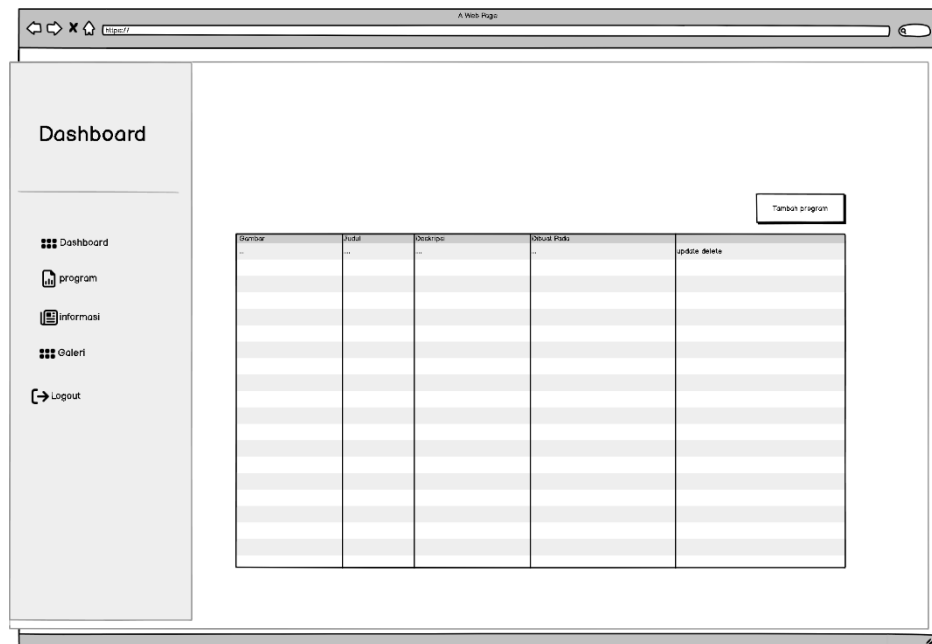 A Web Page
https://
Dashboard
Tambah program
Dashboard
program
informasi
Galeri
Logout
Gambar Judul Deskripsi Dibuat Pada
... ... ... ... update delete